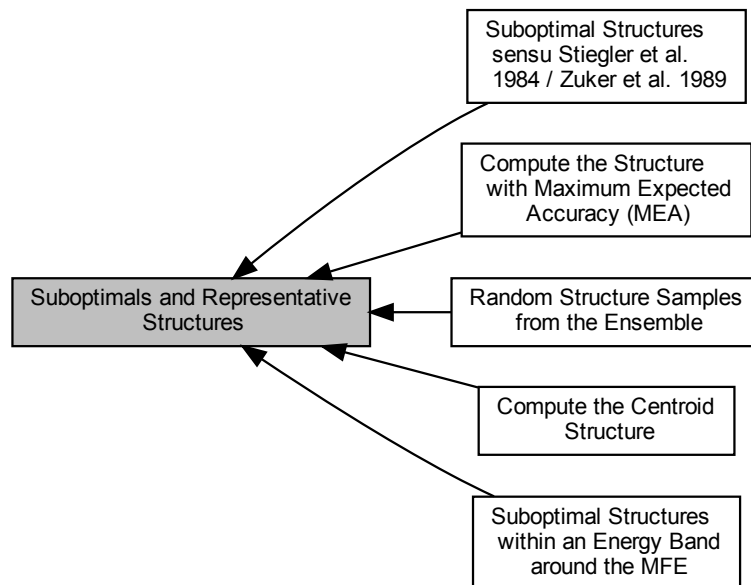 Suboptimal Structures
sensu Stiegler et al.
1984 / Zuker et al. 1989
Compute the Structure
with Maximum Expected
Accuracy (MEA)
Suboptimals and Representative
Structures
Random Structure Samples
from the Ensemble
Compute the Centroid
Structure
Suboptimal Structures
within an Energy Band
around the MFE